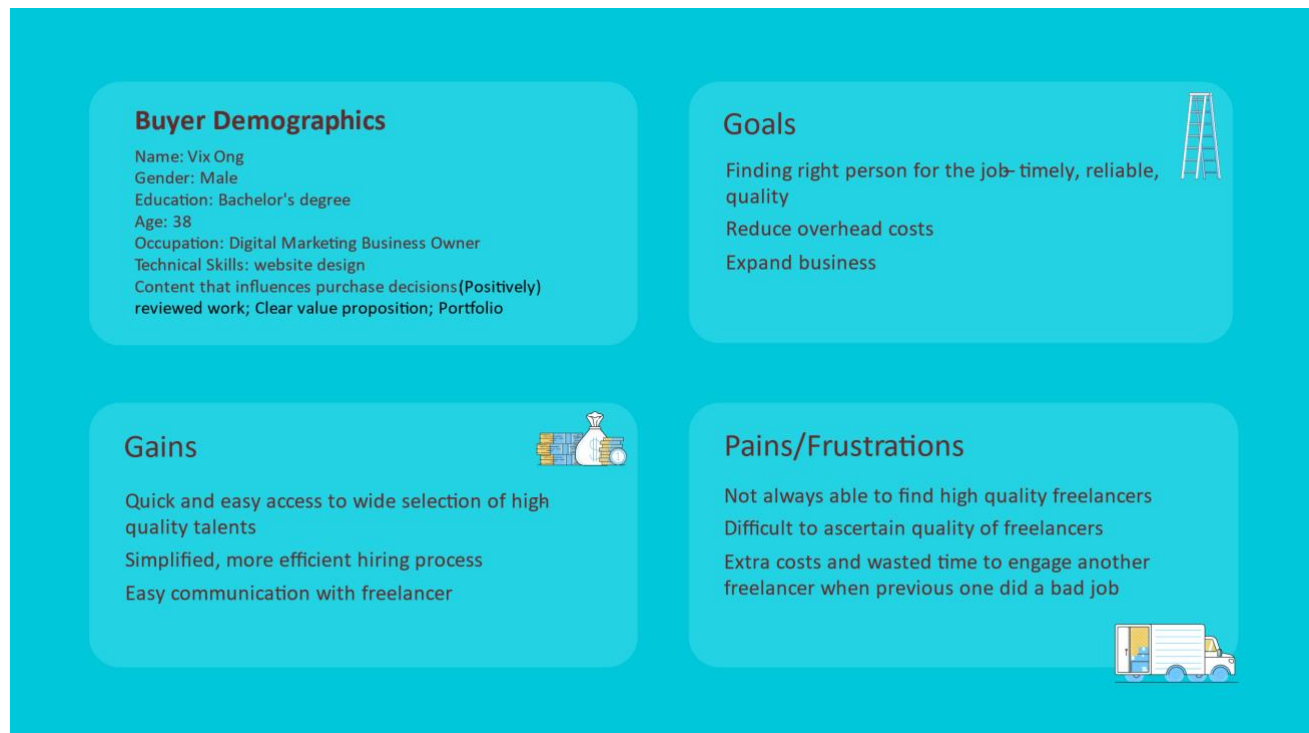 Buyer Demographics
Name: Vix Ong
Gender: Male
Education: Bachelor's degree
Age: 38
Occupation: Digital Marketing Business Owner
Technical Skills: website design
Content that influences purchase decisions(Positively)
reviewed work; Clear value proposition; Portfolio
Goals
Finding right person for the job- timely, reliable,
quality
Reduce overhead costs
Expand business
Gains
Quick and easy access to wide selection of high-
quality talents
Simplified, more efficient hiring process
Easy communication with freelancer
Pains/Frustrations
Not always able to find high quality freelancers
Difficult to ascertain quality of freelancers
Extra costs and wasted time to engage another
freelancer when previous one did a bad job